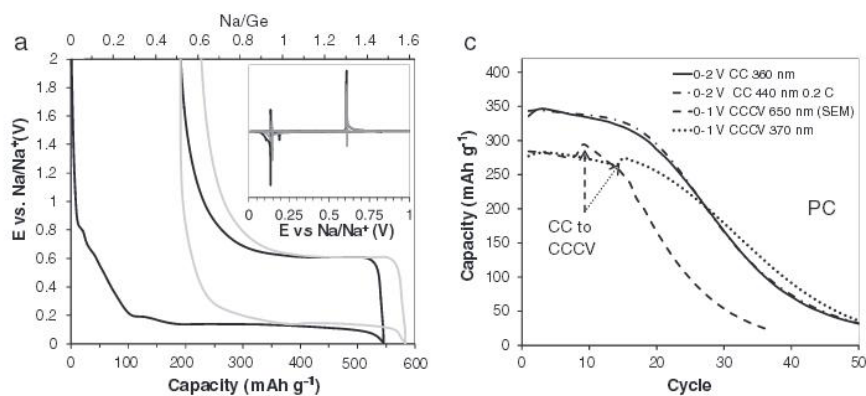 a
Na/Ge
0 0.2 0.4 0.6 0.8 1 1.2 1.4 1.6
2
1.8
1.6
1.4
1.2
1
0.8
0.6
0.4
0.2
0
E vs. Na/Na⁺(V)
0 0.25 0.5 0.75 1
E vs Na/Na⁺ (V)
0 100 200 300 400 500 600
Capacity (mAh g⁻¹)
c
400
350
300
250
200
150
100
50
0
Capacity (mAh g⁻¹)
0-2 V CC 360 nm
0-2 V CC 440 nm 0.2 C
0-1 V CCCV 650 nm (SEM)
0-1 V CCCV 370 nm
PC
CC to
CCCV
0 10 20 30 40 50
Cycle